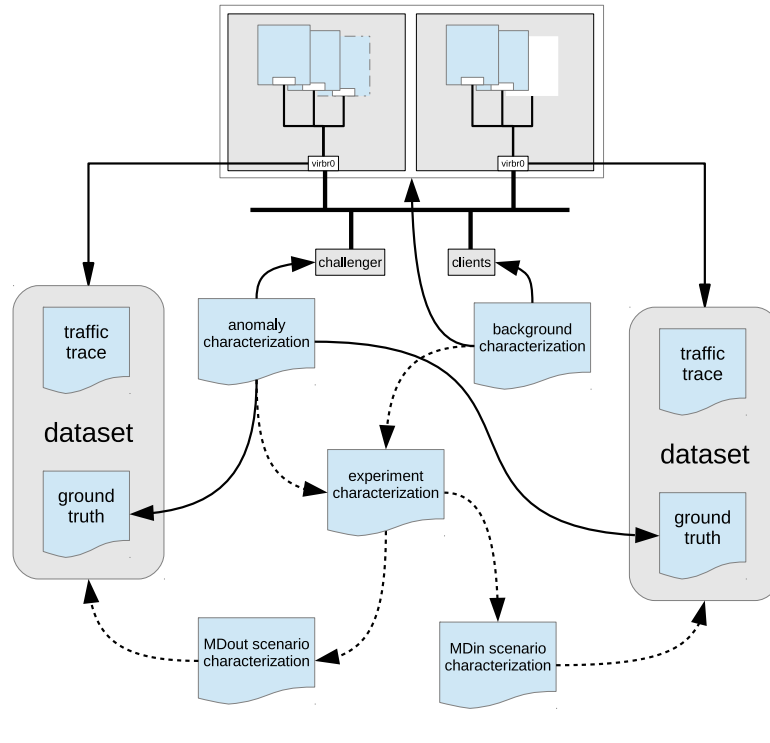 virbr0
virbr0
challenger
clients
anomaly
characterization
background
characterization
traffic
trace
dataset
ground
truth
traffic
trace
dataset
ground
truth
experiment
characterization
MDout scenario
characterization
MDin scenario
characterization